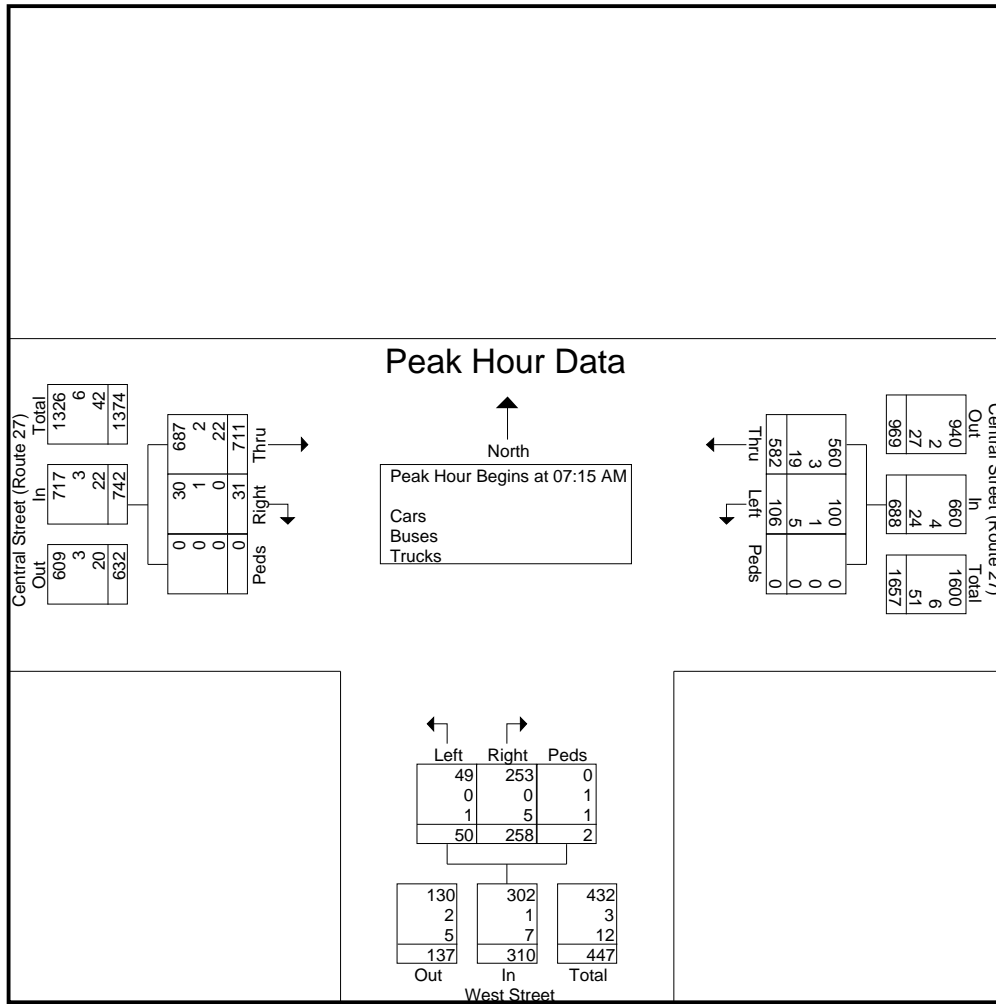 Peak Hour Data
North
Peak Hour Begins at 07:15 AM
Cars
Buses
Trucks
Central Street (Route 27)
Out In Total
609 717 1326
3 3 6
20 22 42
632 742 1374
Peds Right Thru
0 30 687
0 1 2
0 0 22
0 31 711
Central Street (Route 27)
Out In Total
940 660 1600
2 4 6
27 24 51
969 688 1657
Thru Left Peds
560 100 0
3 1 0
19 5 0
582 106 0
Left Right Peds
49 253 0
0 0 1
1 5 1
50 258 2
130 302 432
2 1 3
5 7 12
137 310 447
Out In Total
West Street